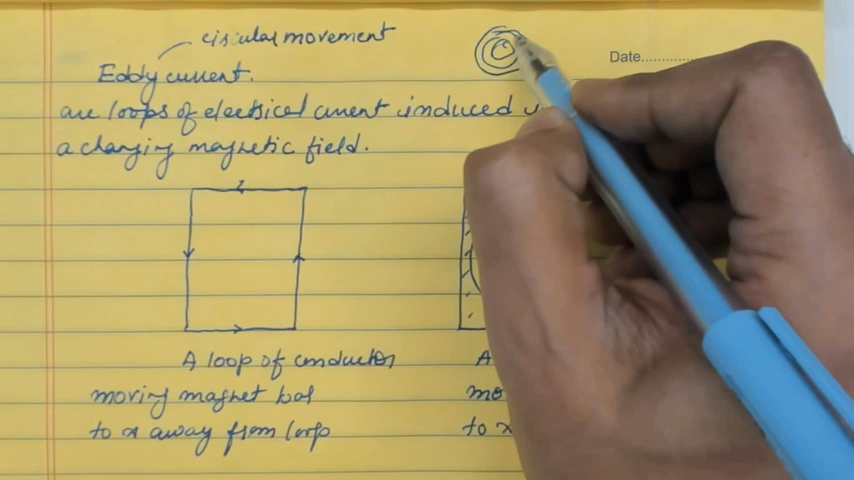 circular movement
Date.............
Eddy current.
are loops of electrical current induced
a changing magnetic field.
A loop of conductor A
moving magnet bar mo
to & away from loop to